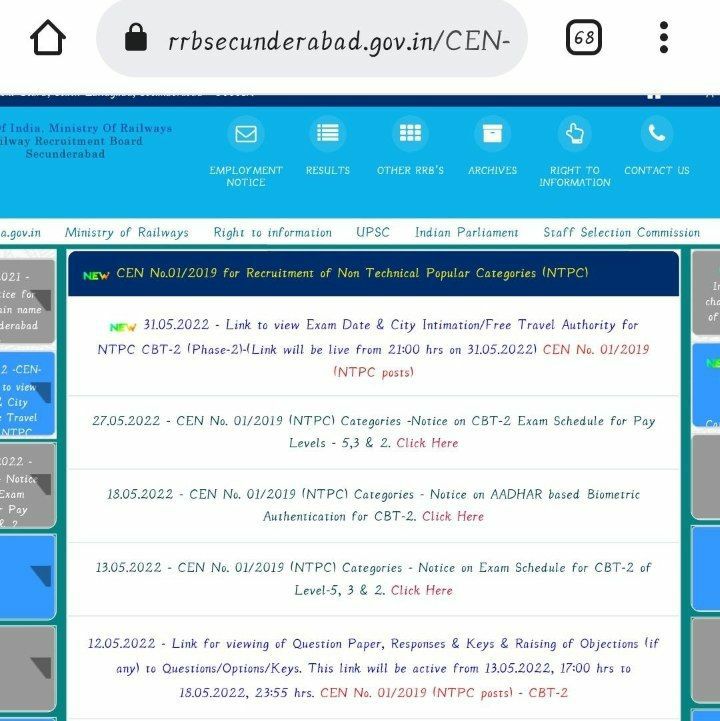 rrbsecunderabad.gov.in/CEN-
68
Of India, Ministry Of Railways
ilway Recruitment Board
Secunderabad
EMPLOYMENT
NOTICE
RESULTS
OTHER RRB'S
ARCHIVES
RIGHT TO
INFORMATION
CONTACT US
a.gov.in Ministry of Railways Right to information UPSC Indian Parliament Staff Selection Commission
NEW CEN No.01/2019 for Recruitment of Non Technical Popular Categories (NTPC)
NEW 31.05.2022 - Link to view Exam Date & City Intimation/Free Travel Authority for
NTPC CBT-2 (Phase-2)-(Link will be live from 21:00 hrs on 31.05.2022) CEN No. 01/2019
(NTPC posts)
27.05.2022 - CEN No. 01/2019 (NTPC) Categories -Notice on CBT-2 Exam Schedule for Pay
Levels - 5,3 & 2. Click Here
18.05.2022 - CEN No. 01/2019 (NTPC) Categories - Notice on AADHAR based Biometric
Authentication for CBT-2. Click Here
13.05.2022 - CEN No. 01/2019 (NTPC) Categories - Notice on Exam Schedule for CBT-2 of
Level-5, 3 & 2. Click Here
12.05.2022 - Link for viewing of Question Paper, Responses & Keys & Raising of Objections (if
any) to Questions/Options/Keys. This link will be active from 13.05.2022, 17:00 hrs to
18.05.2022, 23:55 hrs. CEN No. 01/2019 (NTPC posts) - CBT-2
021 -
tice for
ain name
derabad
2 -CEN-
to view
& City
Travel
NTPC
022 -
Notice
Exam
Pay
& 2